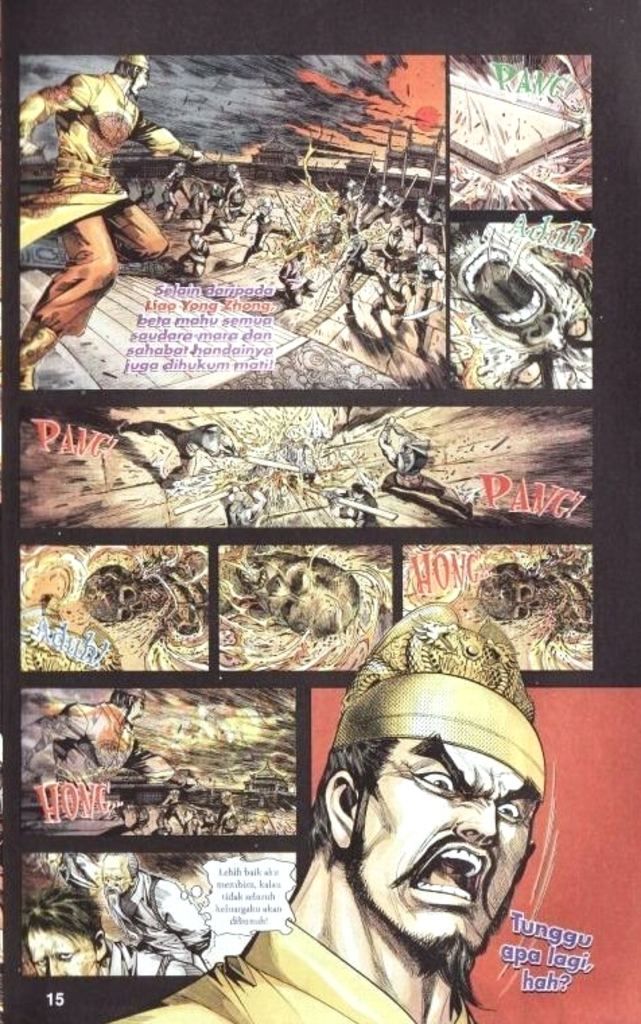 PANG!
Selain daripada
Liao Yong Zhong,
beta mahu semua
saudara mara dan
sahabat handainya
juga dihukum mati!
Aduh!
PANG!
PANG!
Aduh!
HONG
HONG
Lebih baik aku
membisu, kalau
tidak seluruh
keluargaku akan
dibunuh!
Tunggu
apa lagi,
hah?
15